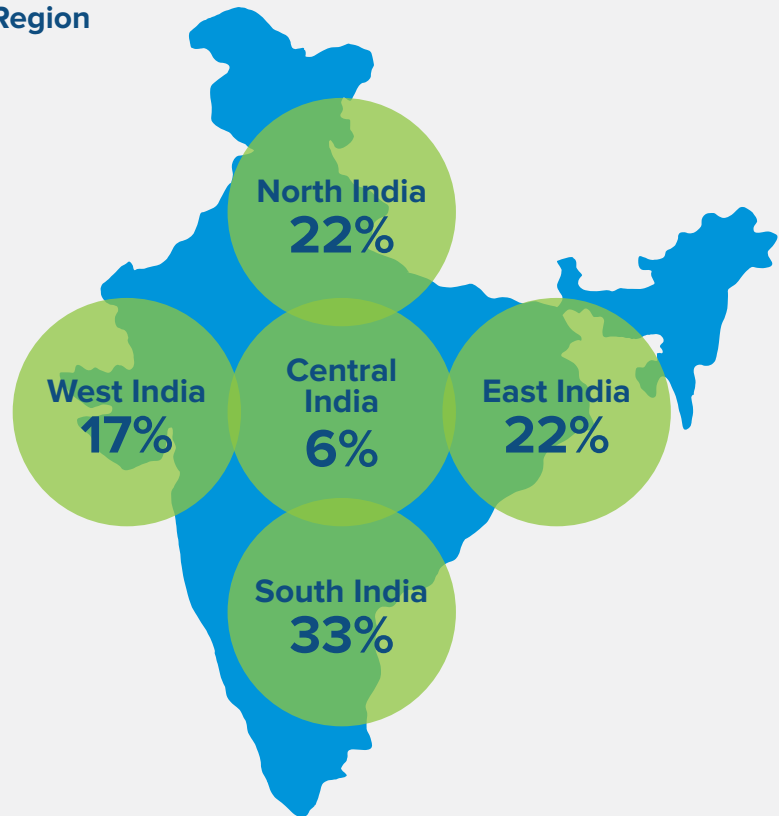 Region
North India
22%
West India
17%
Central
India
6%
East India
22%
South India
33%